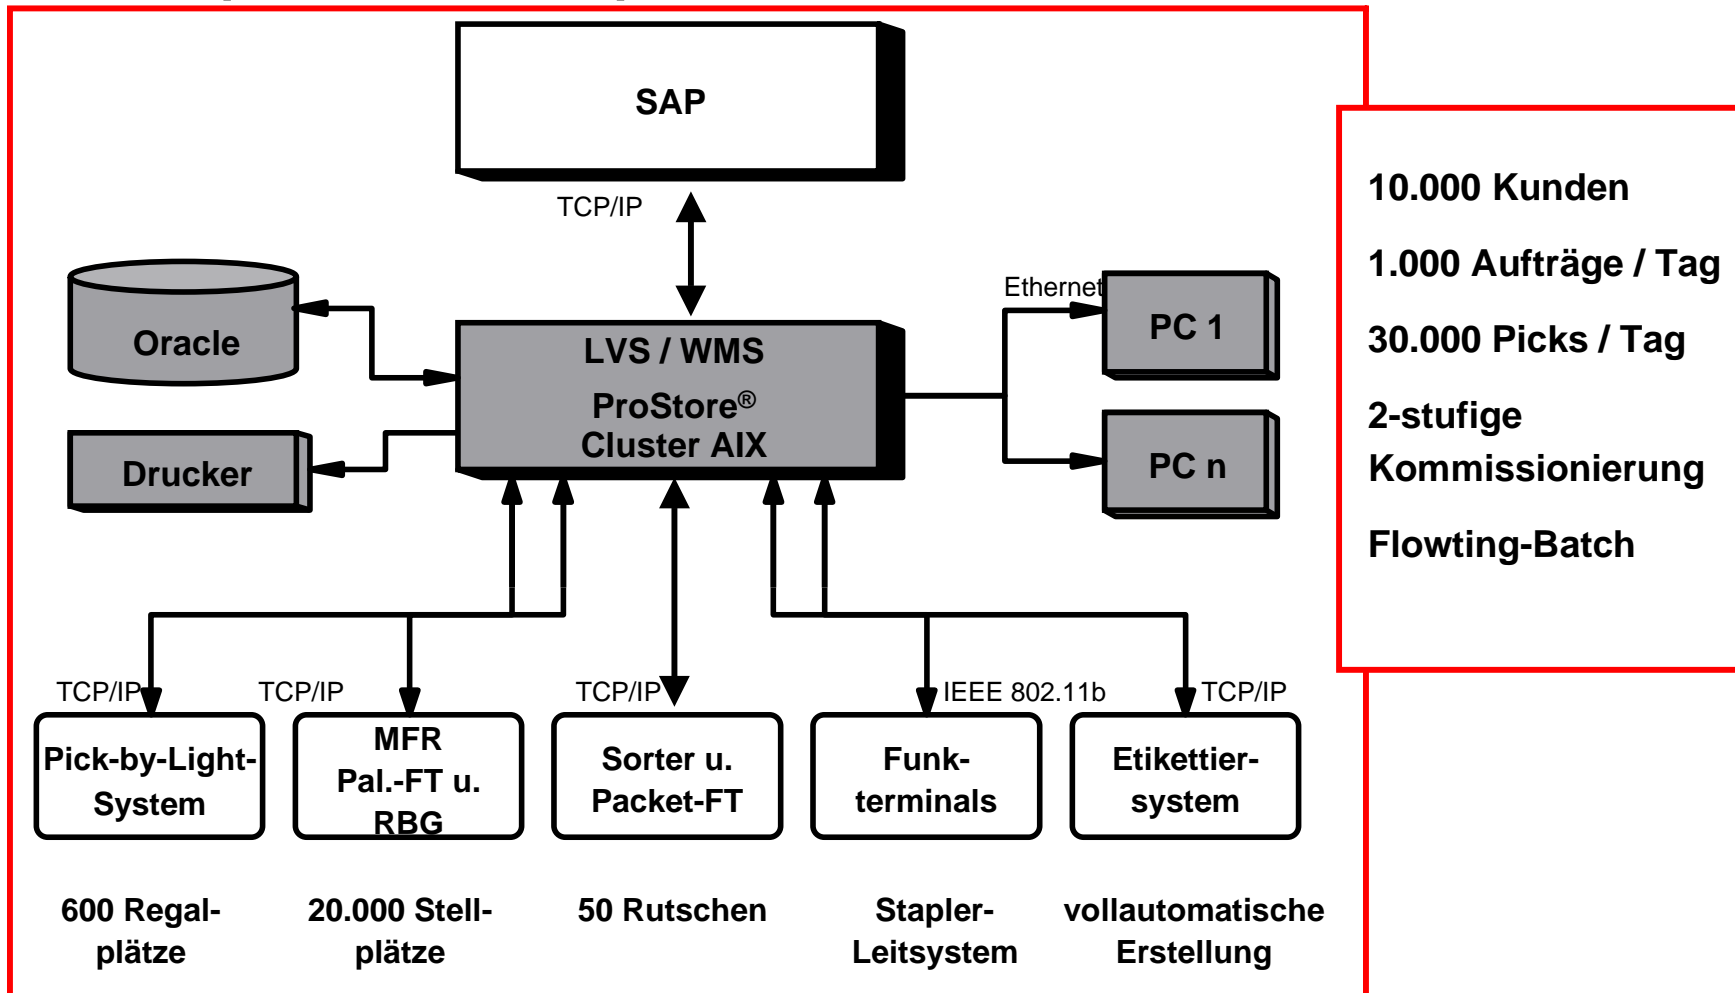 SAP
TCP/IP
Ethernet
Oracle
LVS / WMS
ProStore®
Cluster AIX
PC 1
Drucker
PC n
TCP/IP
TCP/IP
TCP/IP
IEEE 802.11b
TCP/IP
Pick-by-Light-
System
MFR
Pal.-FT u.
RBG
Sorter u.
Packet-FT
Funk-
terminals
Etikettier-
system
600 Regal-
plätze
20.000 Stell-
plätze
50 Rutschen
Stapler-
Leitsystem
vollautomatische
Erstellung
10.000 Kunden
1.000 Aufträge / Tag
30.000 Picks / Tag
2-stufige
Kommissionierung
Flowting-Batch